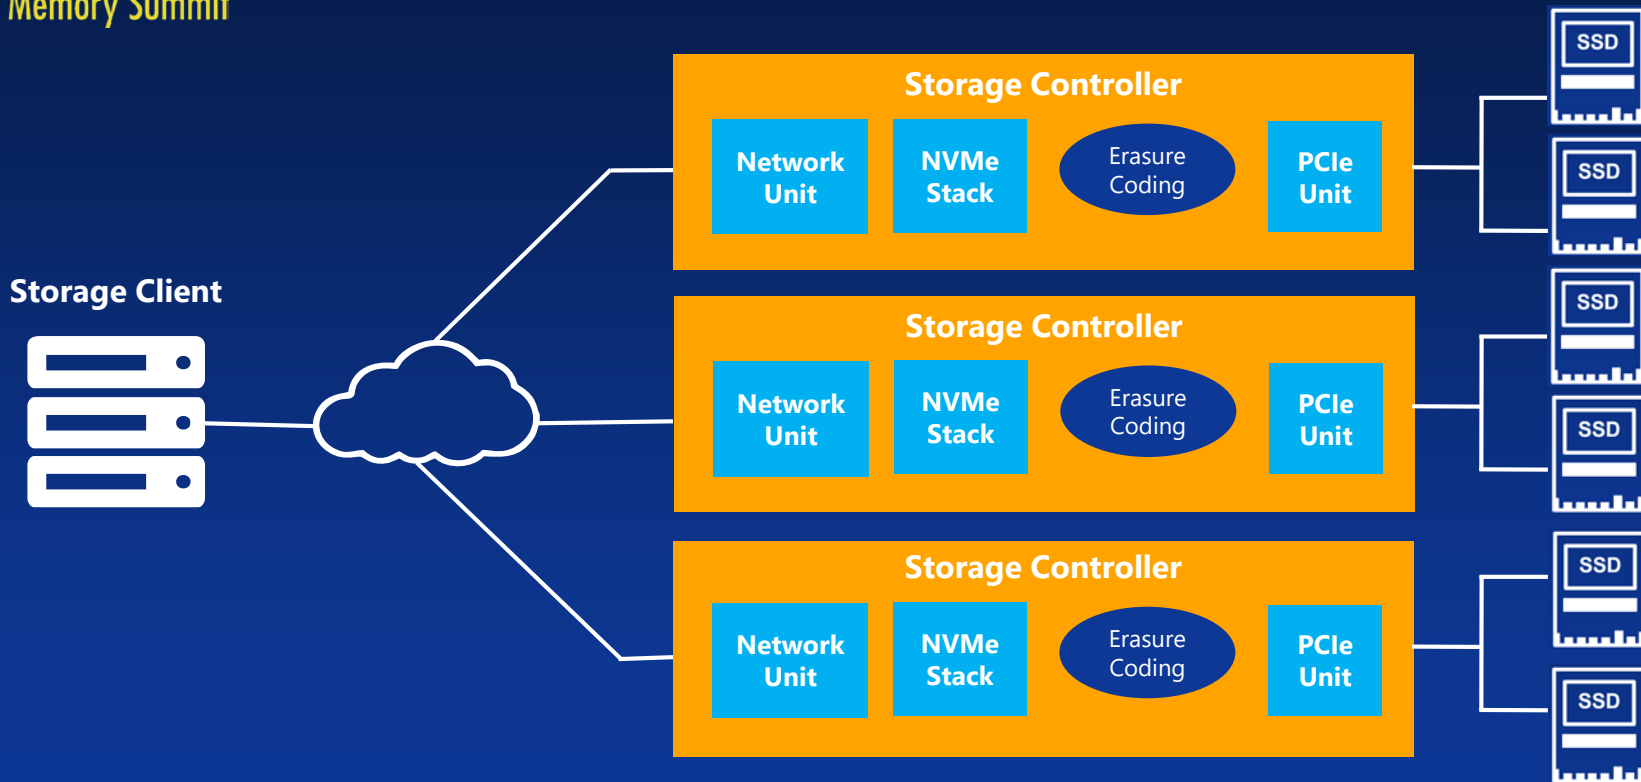 Memory Summit
Storage Client
Storage Controller
Network
Unit
NVMe
Stack
Erasure
Coding
PCIe
Unit
SSD
SSD
Storage Controller
Network
Unit
NVMe
Stack
Erasure
Coding
PCIe
Unit
SSD
SSD
Storage Controller
Network
Unit
NVMe
Stack
Erasure
Coding
PCIe
Unit
SSD
SSD